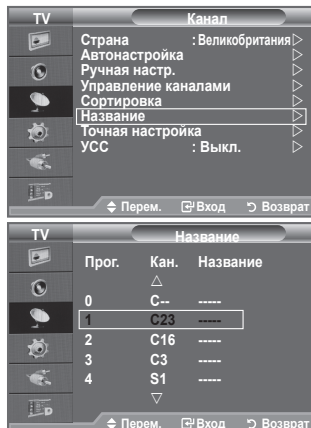 TV Канал
Страна : Великобритания
Автонастройка
Ручная настр.
Управление каналами
Сортировка
Название
Точная настройка
УСС : Выкл.
Перем. Вход Возврат
TV Название
Прог. Кан. Название
0 C-- -----
1 C23 -----
2 C16 -----
3 C3 -----
4 S1 -----
Перем. Вход Возврат